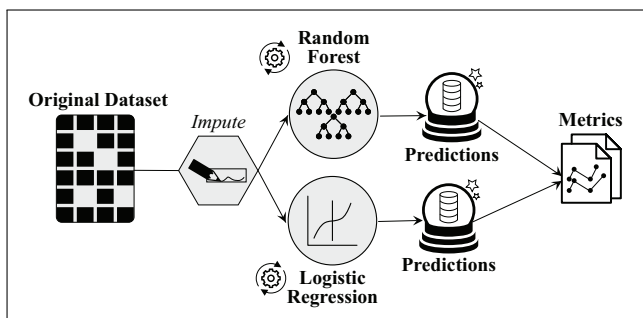 Original Dataset
Impute
Random
Forest
Logistic
Regression
Predictions
Predictions
Metrics